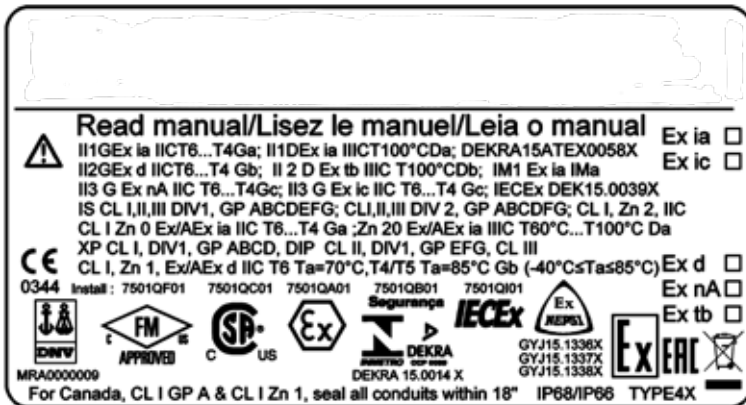 Read manual/Lisez le manuel/Leia o manual
II1GEx ia IICT6...T4Ga; II1DEx ia IIICT100°CDa; DEKRA15ATEX0058X
Ex ia
II2GEx d IICT6...T4 Gb; II 2 D Ex tb IIIC T100°CDb; IM1 Ex ia IMa
Ex ic
II3 G Ex nA IIC T6...T4Gc; II3 G Ex ic IIC T6...T4 Gc; IECEx DEK15.0039X
IS CL I,II,III DIV1, GP ABCDEFG; CLI,II,III DIV 2, GP ABCDFG; CL I, Zn 2, IIC
CL I Zn 0 Ex/AEx ia IIC T6...T4 Ga ;Zn 20 Ex/AEx ia IIIC T60°C...T100°C Da
XP CL I, DIV1, GP ABCD, DIP CL II, DIV1, GP EFG, CL III
CL I, Zn 1, Ex/AEx d IIC T6 Ta=70°C,T4/T5 Ta=85°C Gb (-40°C≤Ta≤85°C)
Ex d
CE
0344
Install : 7501QF01 7501QC01 7501QA01 7501QB01 7501QI01
Ex nA
Ex tb
DNV
MRA0000009
C FM US
APPROVED
C SA® US
Ex
Segurança
INMETRO
DEKRA
DEKRA 15.0014 X
IECEx
Ex
NEPSI
GYJ15.1336X
GYJ15.1337X
GYJ15.1338X
Ex
EAC
For Canada, CL I GP A & CL I Zn 1, seal all conduits within 18" IP68/IP66 TYPE4X